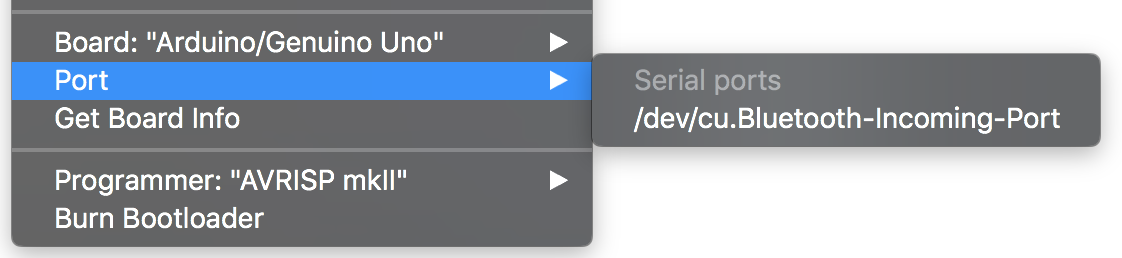 Board: "Arduino/Genuino Uno"
Port
Get Board Info
Programmer: "AVRISP mkII"
Burn Bootloader
Serial ports
/dev/cu.Bluetooth-Incoming-Port